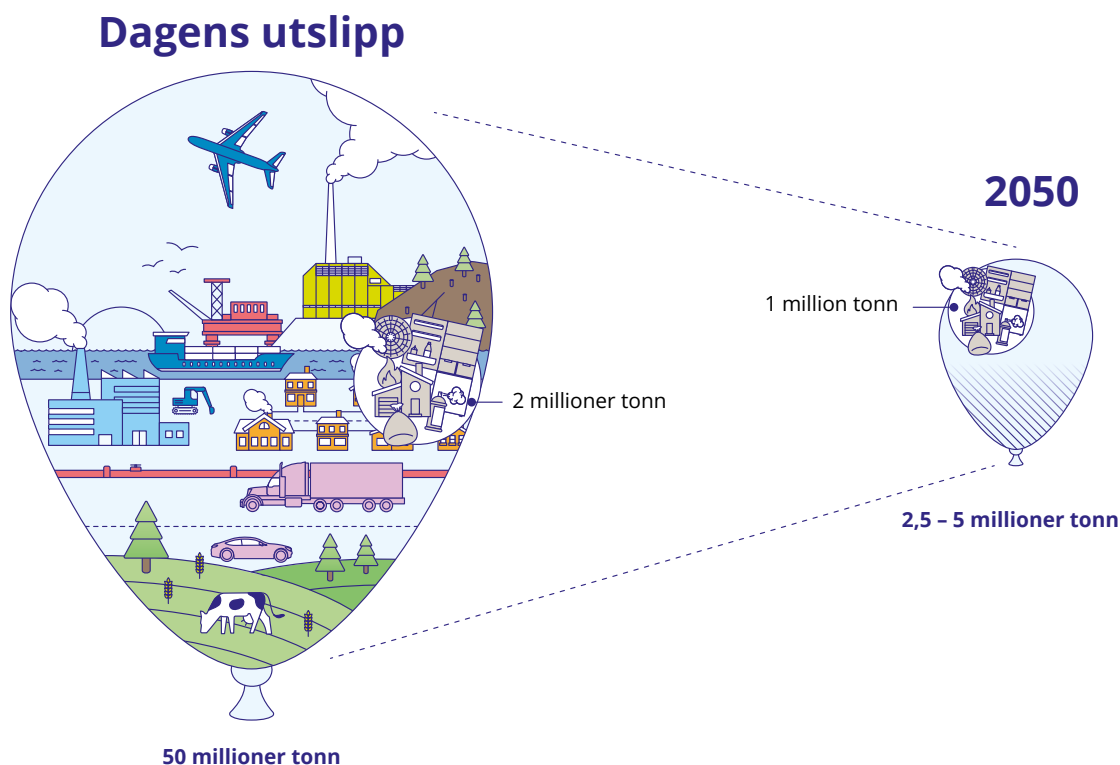 Dagens utslipp
2050
1 million tonn
2 millioner tonn
2,5 – 5 millioner tonn
50 millioner tonn